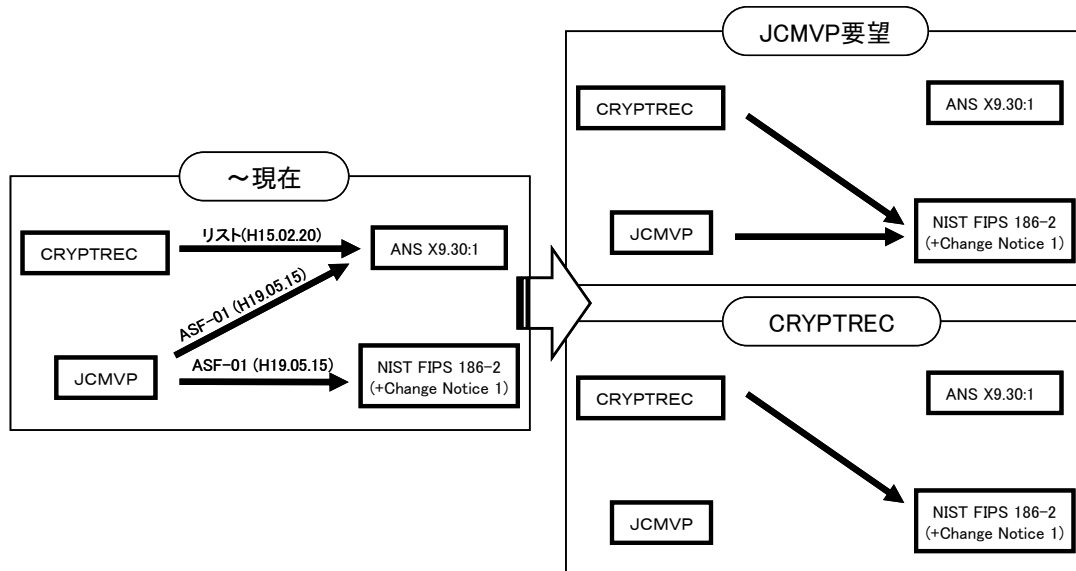 ～現在
CRYPTREC
リスト(H15.02.20)
ANS X9.30:1
ASF-01 (H19.05.15)
ASF-01 (H19.05.15)
JCMVP
NIST FIPS 186-2
(+Change Notice 1)
JCMVP要望
CRYPTREC
ANS X9.30:1
JCMVP
NIST FIPS 186-2
(+Change Notice 1)
CRYPTREC
CRYPTREC
ANS X9.30:1
JCMVP
NIST FIPS 186-2
(+Change Notice 1)